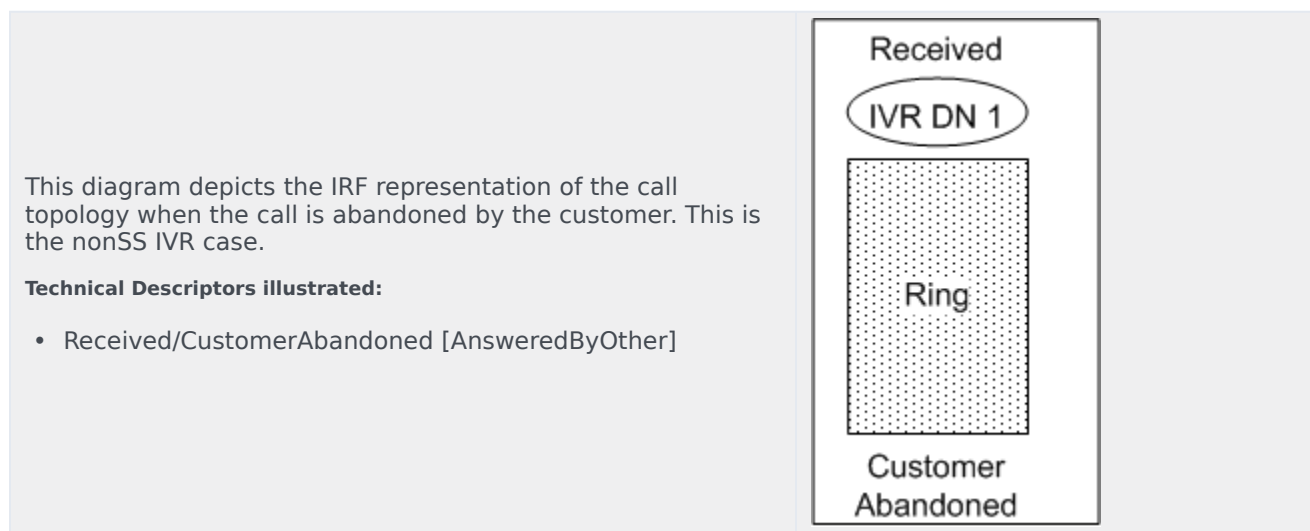 This diagram depicts the IRF representation of the call
topology when the call is abandoned by the customer. This is
the nonSS IVR case.
Technical Descriptors illustrated:
• Received/CustomerAbandoned [AnsweredByOther]
Received
IVR DN 1
Ring
Customer
Abandoned